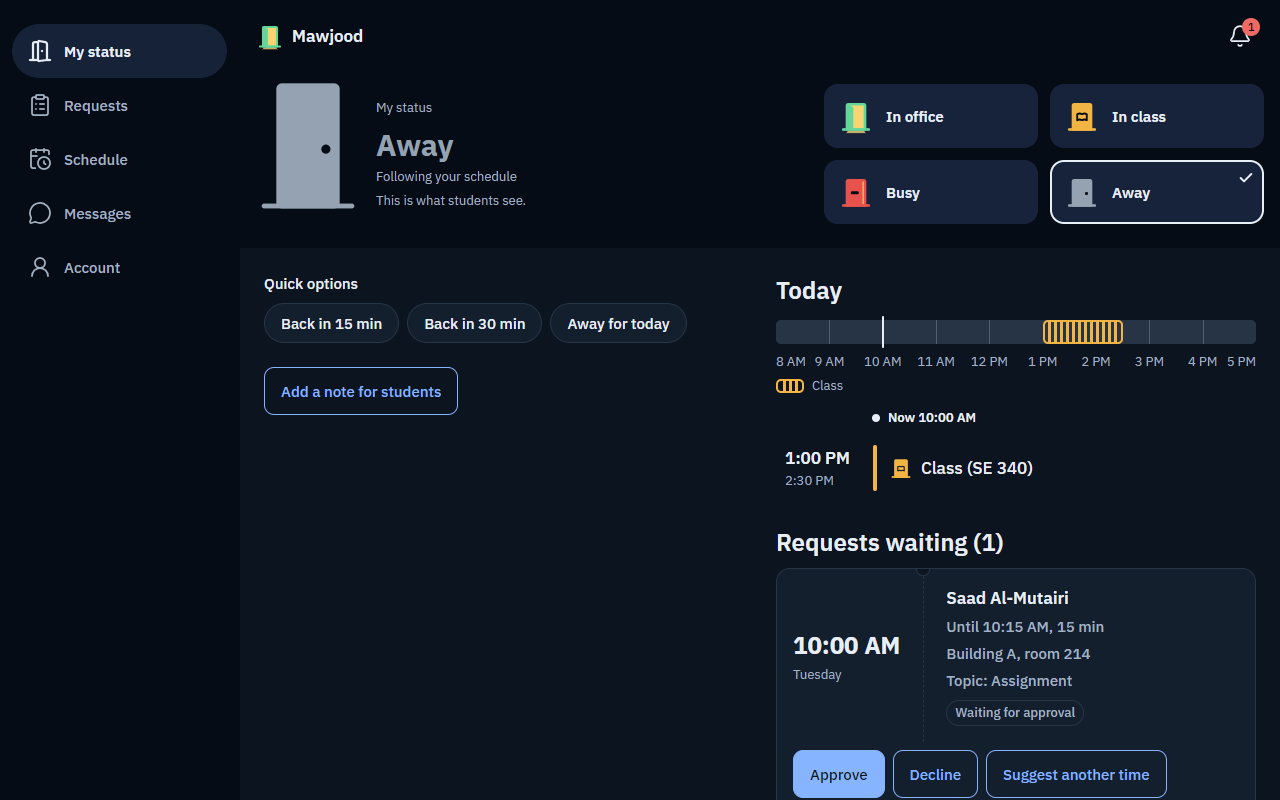 My status
Requests
Schedule
Messages
Account
Mawjood
1
My status
Away
Following your schedule
This is what students see.
In office
In class
Busy
Away
Quick options
Back in 15 min
Back in 30 min
Away for today
Add a note for students
Today
8 AM 9 AM 10 AM 11 AM 12 PM 1 PM 2 PM 3 PM 4 PM 5 PM
Class
Now 10:00 AM
1:00 PM
2:30 PM
Class (SE 340)
Requests waiting (1)
10:00 AM
Tuesday
Saad Al-Mutairi
Until 10:15 AM, 15 min
Building A, room 214
Topic: Assignment
Waiting for approval
Approve
Decline
Suggest another time